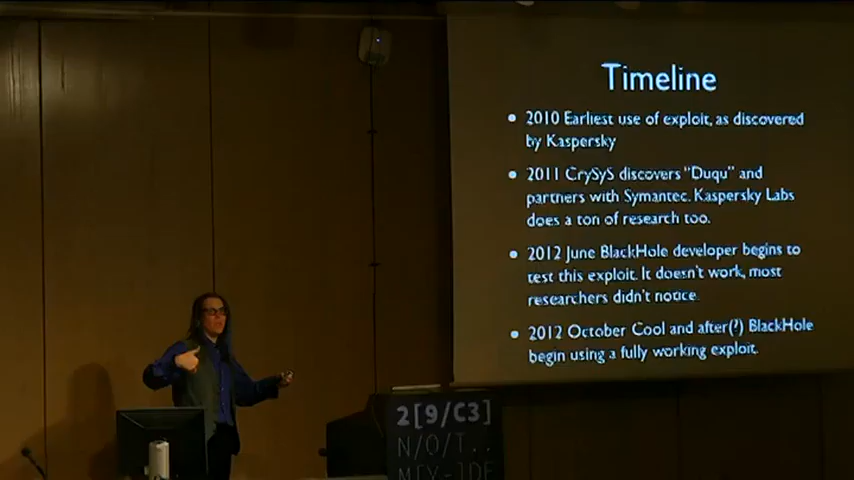 Timeline
2010 Earliest use of exploit, as discovered
by Kaspersky
2011 CrySyS discovers "Duqu" and
partners with Symantec. Kaspersky Labs
does a ton of research too.
2012 June BlackHole developer begins to
test this exploit. It doesn't work, most
researchers didn't notice.
2012 October Cool and after(?) BlackHole
begin using a fully working exploit.
2[9/C3]
N/O/T..